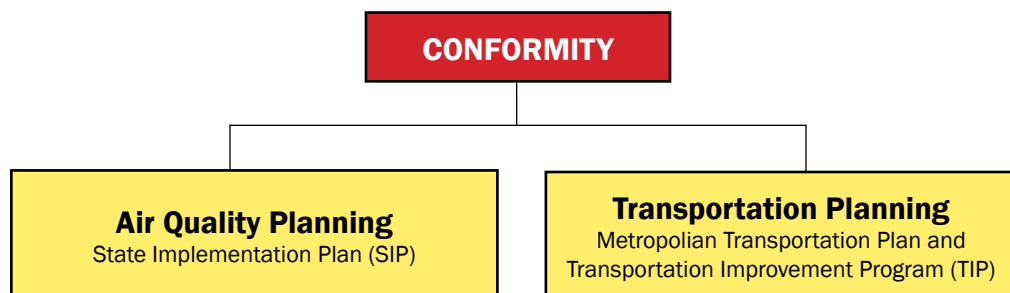 CONFORMITY
Air Quality Planning
State Implementation Plan (SIP)
Transportation Planning
Metropolian Transportation Plan and
Transportation Improvement Program (TIP)